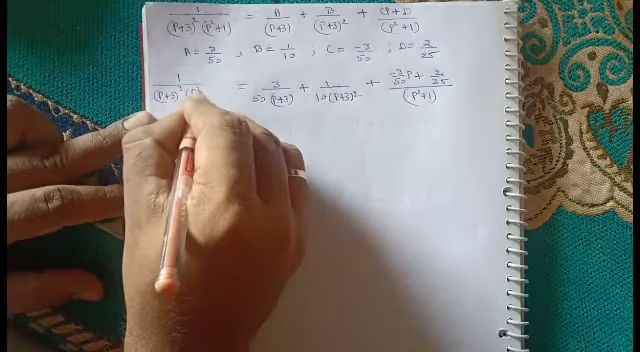 1/((P+3)² (P²+1)) = A/(P+3) + B/(P+3)² + (CP+D)/(P²+1)
A = 3/50 , B = 1/10 , C = -3/50 ; D = 2/25
1/((P+3)² (P² = 3/(50(P+3)) + 1/(10(P+3)²) + (-3/50 P + 2/25)/(P²+1)